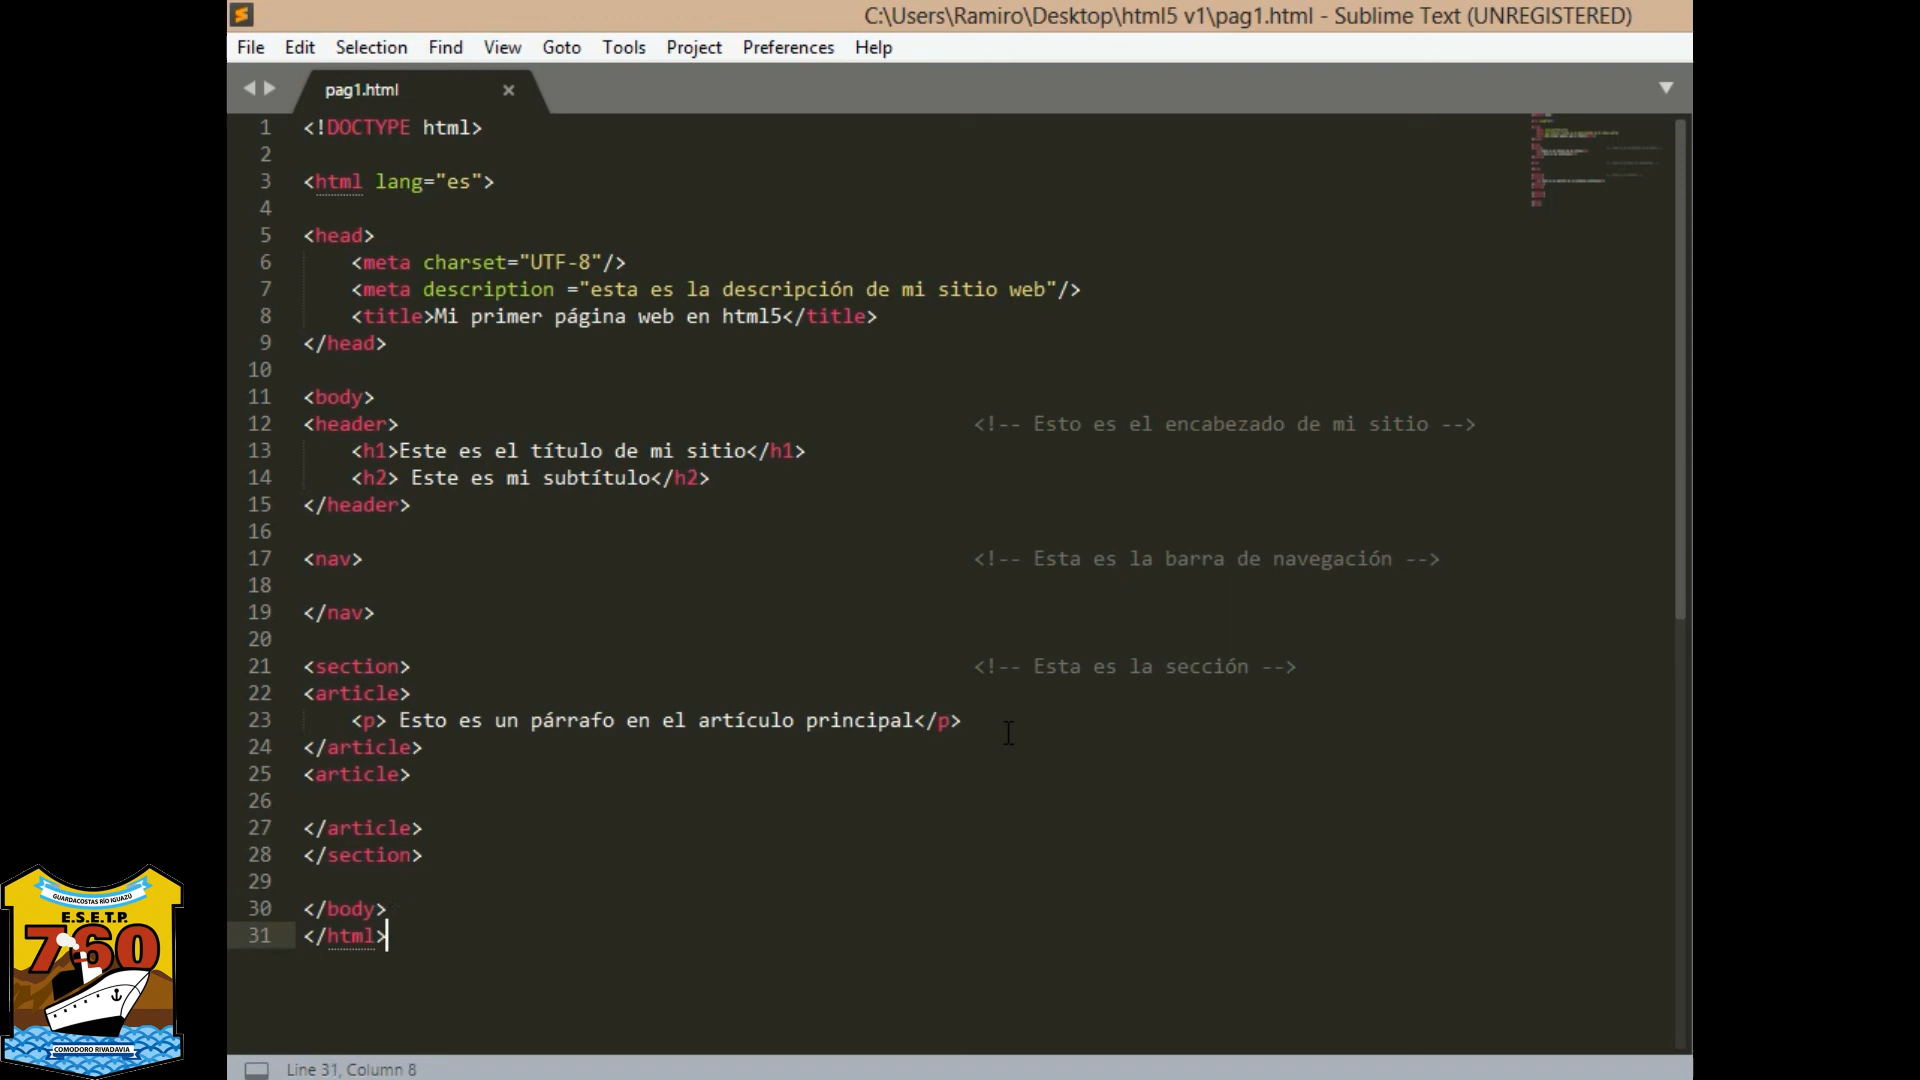 C:\Users\Ramiro\Desktop\html5 v1\pag1.html - Sublime Text (UNREGISTERED)
File Edit Selection Find View Goto Tools Project Preferences Help
pag1.html
1 <!DOCTYPE html>
2
3 <html lang="es">
4
5 <head>
6 <meta charset="UTF-8"/>
7 <meta description ="esta es la descripción de mi sitio web"/>
8 <title>Mi primer página web en html5</title>
9 </head>
10
11 <body>
12 <header> <!-- Esto es el encabezado de mi sitio -->
13 <h1>Este es el título de mi sitio</h1>
14 <h2> Este es mi subtítulo</h2>
15 </header>
16
17 <nav> <!-- Esta es la barra de navegación -->
18
19 </nav>
20
21 <section> <!-- Esta es la sección -->
22 <article>
23 <p> Esto es un párrafo en el artículo principal</p>
24 </article>
25 <article>
26
27 </article>
28 </section>
29
30 </body>
31 </html>
GUARDACOSTAS RÍO IGUAZÚ
E.S.E.T.P.
760
COMODORO RIVADAVIA
Line 31, Column 8